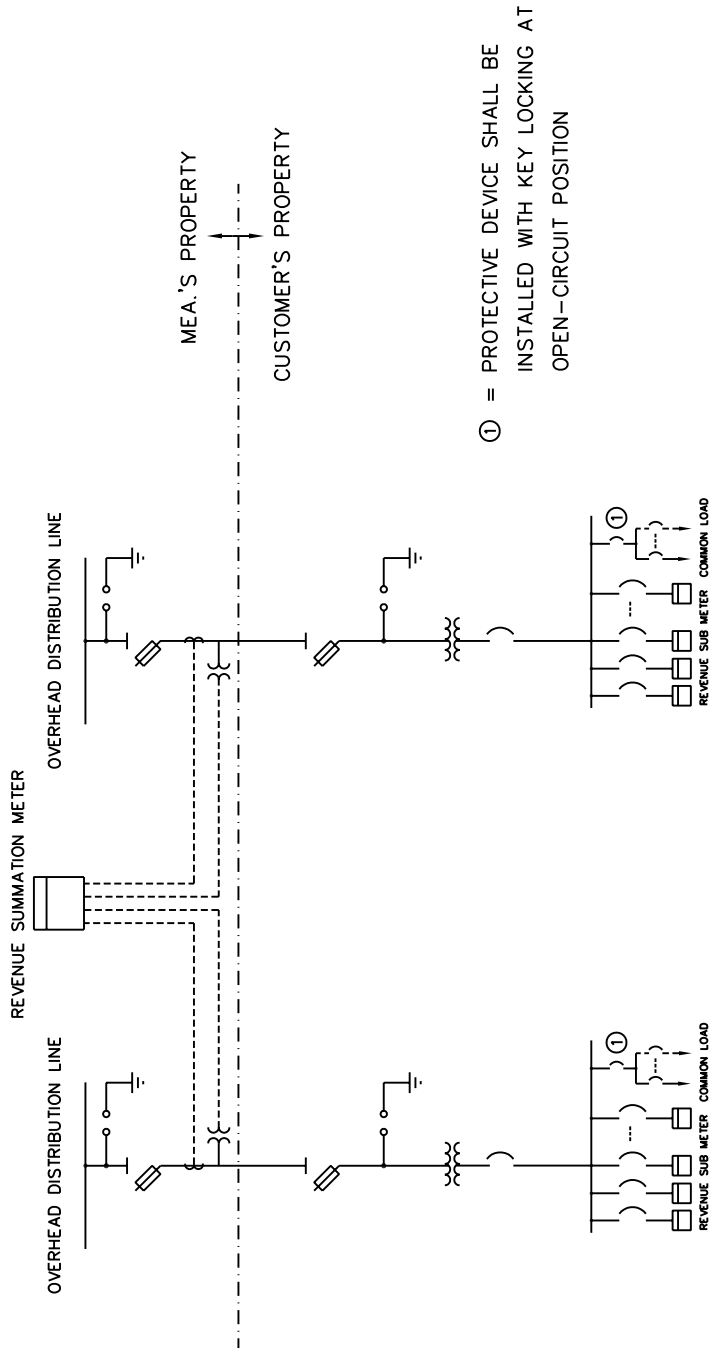 REVENUE SUMMATION METER
OVERHEAD DISTRIBUTION LINE
OVERHEAD DISTRIBUTION LINE
MEA.'S PROPERTY
CUSTOMER'S PROPERTY
1 = PROTECTIVE DEVICE SHALL BE
INSTALLED WITH KEY LOCKING AT
OPEN-CIRCUIT POSITION
1
1
REVENUE SUB METER
COMMON LOAD
REVENUE SUB METER
COMMON LOAD